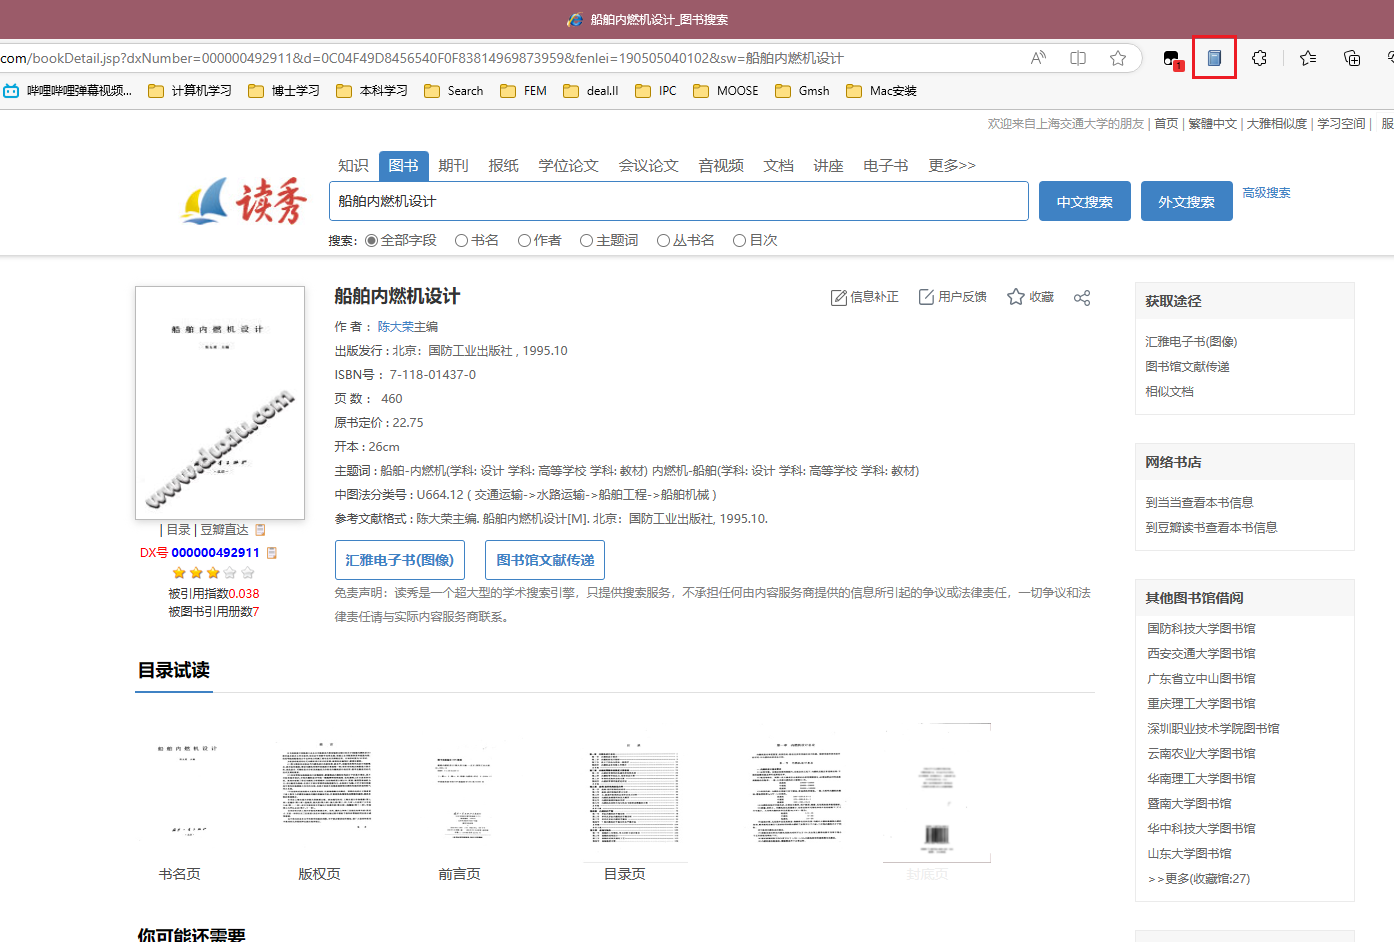 船舶内燃机设计_图书搜索
com/bookDetail.jsp?dxNumber=000000492911&d=0C04F49D8456540F0F83814969873959&fenlei=190505040102&sw=船舶内燃机设计
1
哔哩哔哩弹幕视频... 计算机学习 博士学习 本科学习 Search FEM deal.II IPC MOOSE Gmsh Mac安装
欢迎来自上海交通大学的朋友 | 首页 | 繁體中文 | 大雅相似度 | 学习空间 | 服
知识 图书 期刊 报纸 学位论文 会议论文 音视频 文档 讲座 电子书 更多>>
读秀
船舶内燃机设计
中文搜索 外文搜索 高级搜索
搜索: 全部字段 书名 作者 主题词 丛书名 目次
船舶内燃机设计
www.duxiu.com
| 目录 | 豆瓣直达
DX号 000000492911
被引用指数0.038
被图书引用册数7
船舶内燃机设计
信息补正 用户反馈 收藏
作 者 : 陈大荣主编
出版发行 : 北京：国防工业出版社 , 1995.10
ISBN号 : 7-118-01437-0
页 数 : 460
原书定价 : 22.75
开本 : 26cm
主题词 : 船舶-内燃机(学科: 设计 学科: 高等学校 学科: 教材) 内燃机-船舶(学科: 设计 学科: 高等学校 学科: 教材)
中图法分类号 : U664.12 ( 交通运输->水路运输->船舶工程->船舶机械 )
参考文献格式 : 陈大荣主编. 船舶内燃机设计[M]. 北京：国防工业出版社, 1995.10.
汇雅电子书(图像) 图书馆文献传递
免责声明：读秀是一个超大型的学术搜索引擎，只提供搜索服务，不承担任何由内容服务商提供的信息所引起的争议或法律责任，一切争议和法
律责任请与实际内容服务商联系。
目录试读
船舶内燃机设计
书名页 版权页 前言页 目录页 封底页
你可能还需要
获取途径
汇雅电子书(图像)
图书馆文献传递
相似文档
网络书店
到当当查看本书信息
到豆瓣读书查看本书信息
其他图书馆借阅
国防科技大学图书馆
西安交通大学图书馆
广东省立中山图书馆
重庆理工大学图书馆
深圳职业技术学院图书馆
云南农业大学图书馆
华南理工大学图书馆
暨南大学图书馆
华中科技大学图书馆
山东大学图书馆
>>更多(收藏馆:27)